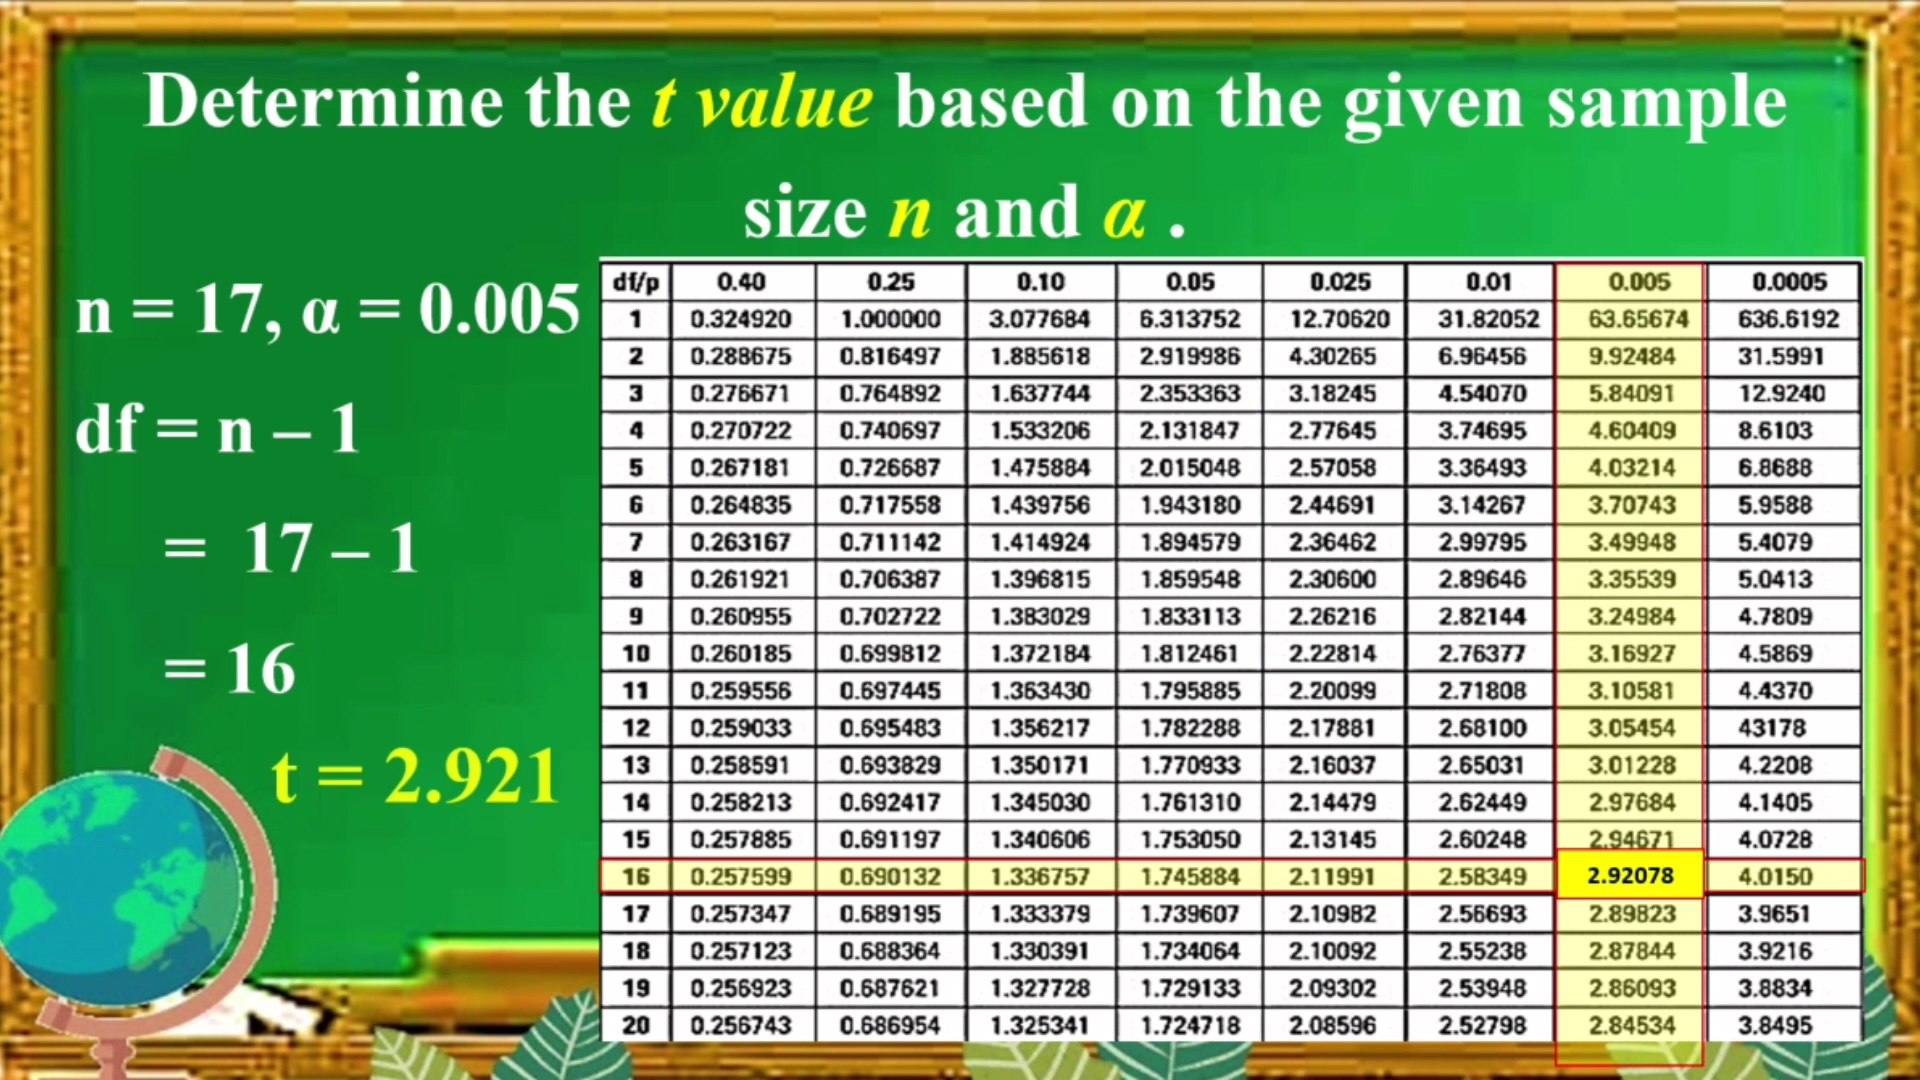 Determine the t value based on the given sample
size n and α .
n = 17, α = 0.005
df = n – 1
= 17 – 1
= 16
t = 2.921
df/p 0.40 0.25 0.10 0.05 0.025 0.01 0.005 0.0005
1 0.324920 1.000000 3.077684 6.313752 12.70620 31.82052 63.65674 636.6192
2 0.288675 0.816497 1.885618 2.919986 4.30265 6.96456 9.92484 31.5991
3 0.276671 0.764892 1.637744 2.353363 3.18245 4.54070 5.84091 12.9240
4 0.270722 0.740697 1.533206 2.131847 2.77645 3.74695 4.60409 8.6103
5 0.267181 0.726687 1.475884 2.015048 2.57058 3.36493 4.03214 6.8688
6 0.264835 0.717558 1.439756 1.943180 2.44691 3.14267 3.70743 5.9588
7 0.263167 0.711142 1.414924 1.894579 2.36462 2.99795 3.49948 5.4079
8 0.261921 0.706387 1.396815 1.859548 2.30600 2.89646 3.35539 5.0413
9 0.260955 0.702722 1.383029 1.833113 2.26216 2.82144 3.24984 4.7809
10 0.260185 0.699812 1.372184 1.812461 2.22814 2.76377 3.16927 4.5869
11 0.259556 0.697445 1.363430 1.795885 2.20099 2.71808 3.10581 4.4370
12 0.259033 0.695483 1.356217 1.782288 2.17881 2.68100 3.05454 43178
13 0.258591 0.693829 1.350171 1.770933 2.16037 2.65031 3.01228 4.2208
14 0.258213 0.692417 1.345030 1.761310 2.14479 2.62449 2.97684 4.1405
15 0.257885 0.691197 1.340606 1.753050 2.13145 2.60248 2.94671 4.0728
16 0.257599 0.690132 1.336757 1.745884 2.11991 2.58349 2.92078 4.0150
17 0.257347 0.689195 1.333379 1.739607 2.10982 2.56693 2.89823 3.9651
18 0.257123 0.688364 1.330391 1.734064 2.10092 2.55238 2.87844 3.9216
19 0.256923 0.687621 1.327728 1.729133 2.09302 2.53948 2.86093 3.8834
20 0.256743 0.686954 1.325341 1.724718 2.08596 2.52798 2.84534 3.8495